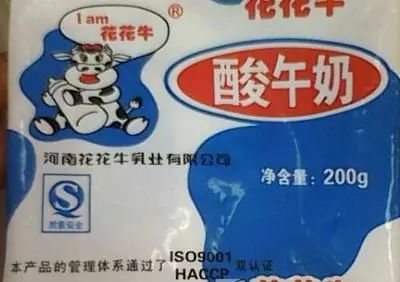 I am
花花牛
®
花花牛
酸午奶
河南花花牛乳业有限公司
净含量: 200g
质量安全
本产品的管理体系通过了 ISO9001 双认证
HACCP